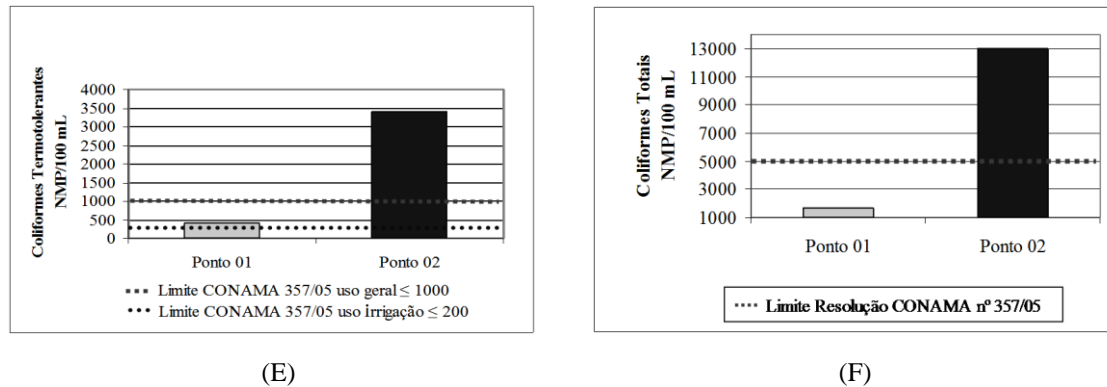 Coliformes Termotolerantes
NMP/100 mL
4000
3500
3000
2500
2000
1500
1000
500
0
Ponto 01
Ponto 02
Limite CONAMA 357/05 uso geral ≤ 1000
Limite CONAMA 357/05 uso irrigação ≤ 200
(E)
Coliformes Totais
NMP/100 mL
13000
11000
9000
7000
5000
3000
1000
Ponto 01
Ponto 02
Limite Resolução CONAMA nº 357/05
(F)